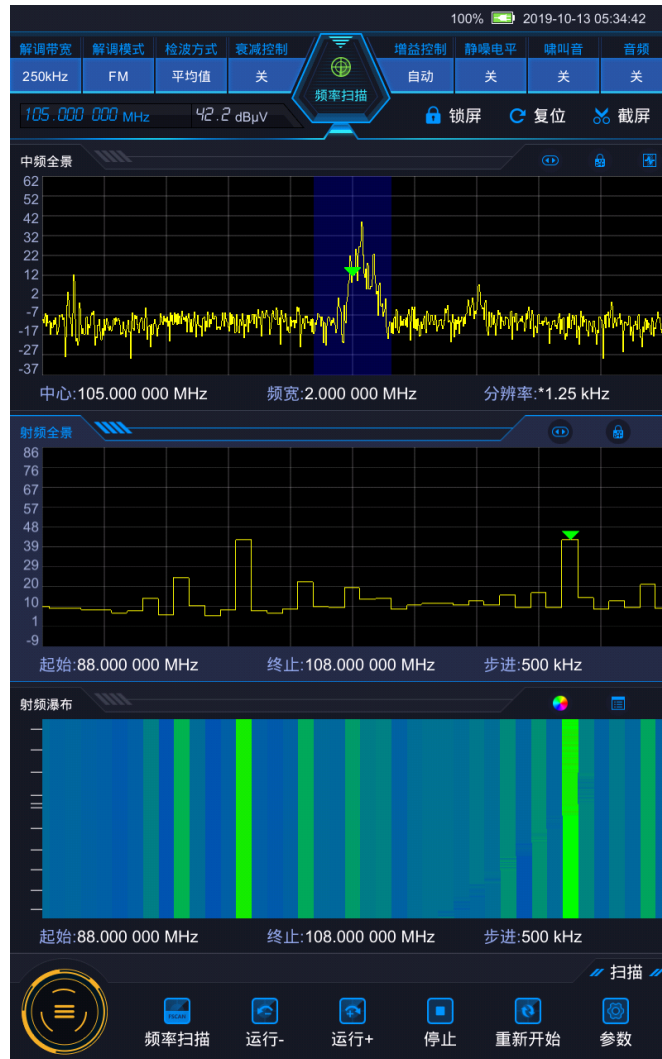 100% 2019-10-13 05:34:42
解调带宽 解调模式 检波方式 衰减控制 增益控制 静噪电平 啸叫音 音频
250kHz FM 平均值 关 频率扫描 自动 关 关 关
105.000 000 MHz 42.2 dBμV 锁屏 复位 截屏
中频全景
62
52
42
32
22
12
2
-7
-17
-27
-37
中心:105.000 000 MHz 频宽:2.000 000 MHz 分辨率:*1.25 kHz
射频全景
86
76
67
57
48
39
29
20
10
1
-9
起始:88.000 000 MHz 终止:108.000 000 MHz 步进:500 kHz
射频瀑布
起始:88.000 000 MHz 终止:108.000 000 MHz 步进:500 kHz
扫描
FSCAN
频率扫描 运行- 运行+ 停止 重新开始 参数